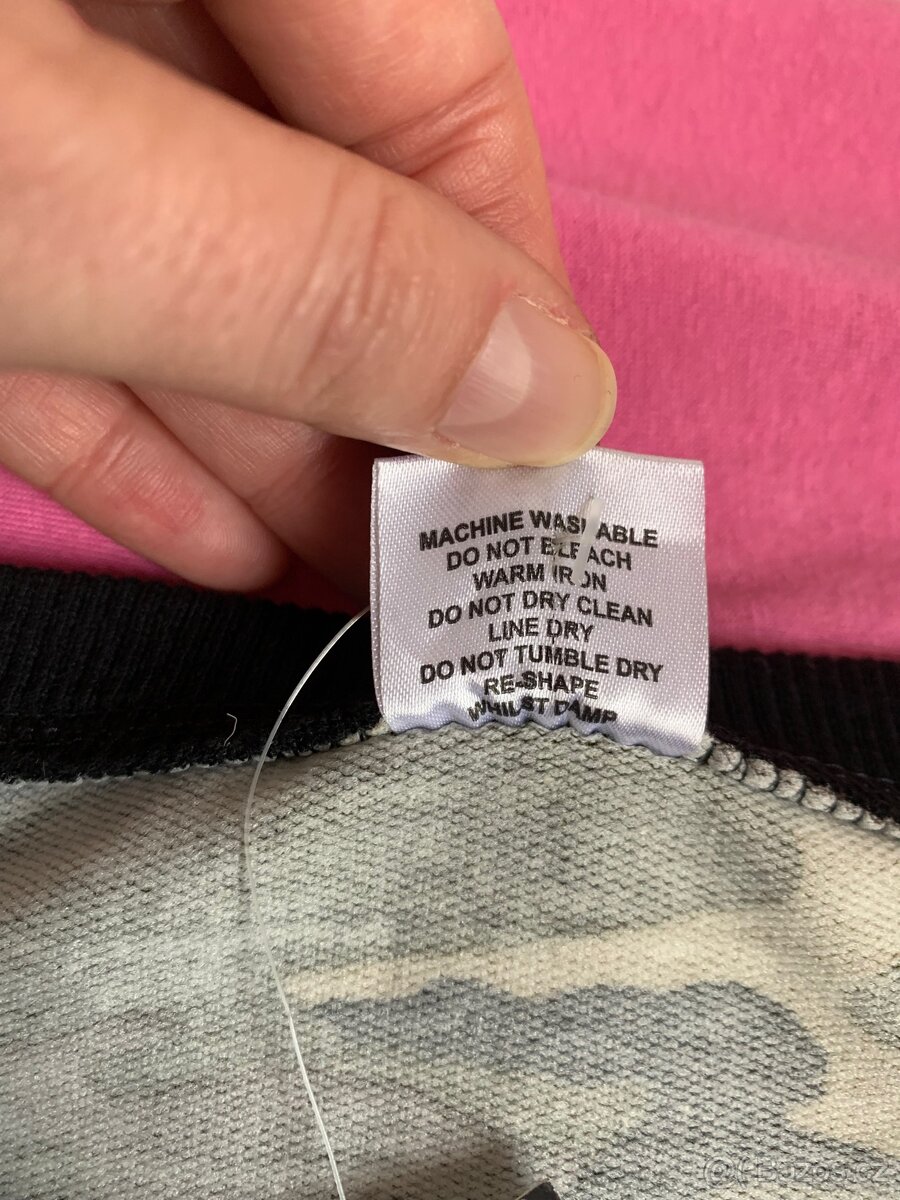 MACHINE WASHABLE
DO NOT BLEACH
WARM IRON
DO NOT DRY CLEAN
LINE DRY
DO NOT TUMBLE DRY
RE-SHAPE
WHILST DAMP